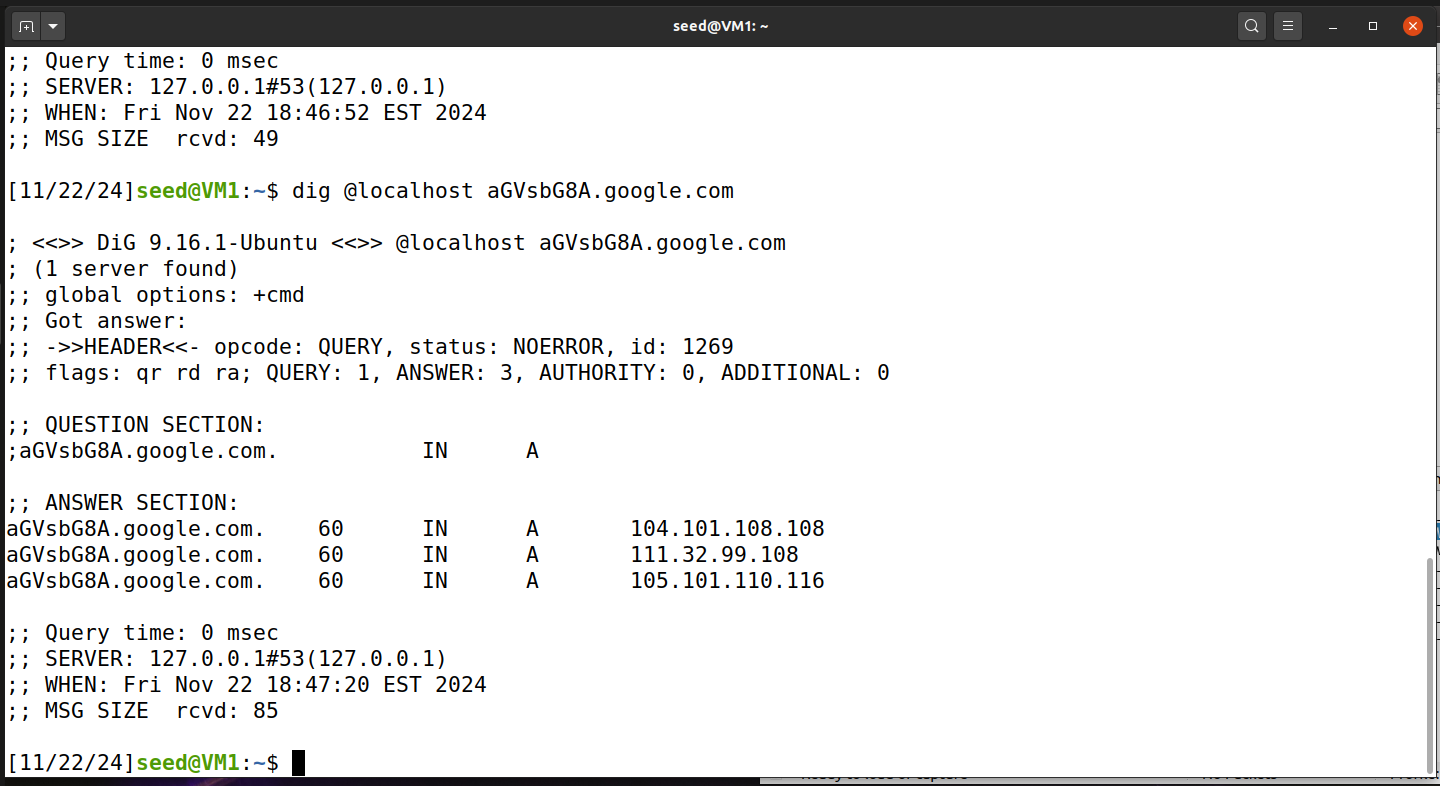 seed@VM1: ~
;; Query time: 0 msec
;; SERVER: 127.0.0.1#53(127.0.0.1)
;; WHEN: Fri Nov 22 18:46:52 EST 2024
;; MSG SIZE  rcvd: 49
[11/22/24]seed@VM1:~$ dig @localhost aGVsbG8A.google.com
; <<>> DiG 9.16.1-Ubuntu <<>> @localhost aGVsbG8A.google.com
; (1 server found)
;; global options: +cmd
;; Got answer:
;; ->>HEADER<<- opcode: QUERY, status: NOERROR, id: 1269
;; flags: qr rd ra; QUERY: 1, ANSWER: 3, AUTHORITY: 0, ADDITIONAL: 0
;; QUESTION SECTION:
;aGVsbG8A.google.com.           IN      A
;; ANSWER SECTION:
aGVsbG8A.google.com.    60      IN      A       104.101.108.108
aGVsbG8A.google.com.    60      IN      A       111.32.99.108
aGVsbG8A.google.com.    60      IN      A       105.101.110.116
;; Query time: 0 msec
;; SERVER: 127.0.0.1#53(127.0.0.1)
;; WHEN: Fri Nov 22 18:47:20 EST 2024
;; MSG SIZE  rcvd: 85
[11/22/24]seed@VM1:~$